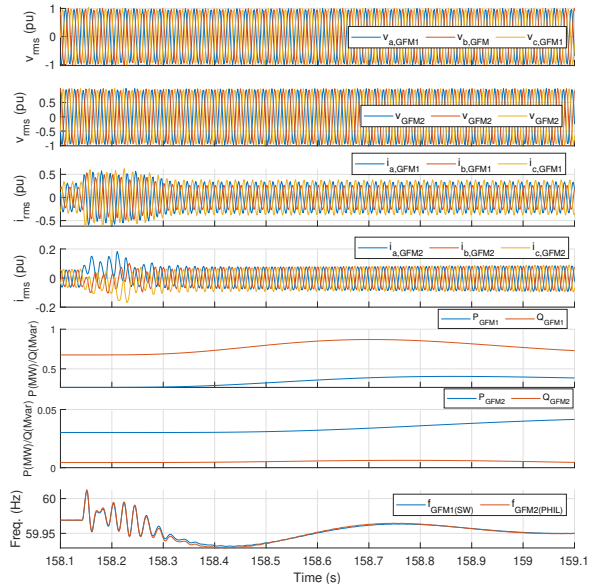 v_rms (pu)
1
0
-1
v_a,GFM1 v_b,GFM v_c,GFM1
v_rms (pu)
0.5
0
-0.5
-1
v_GFM2 v_GFM2 v_GFM2
i_rms (pu)
0.5
0
-0.5
i_a,GFM1 i_b,GFM1 i_c,GFM1
i_rms (pu)
0.2
0
-0.2
i_a,GFM2 i_b,GFM2 i_c,GFM2
P(MW)/Q(Mvar)
1
0.5
P_GFM1 Q_GFM1
P(MW)/Q(Mvar)
0.05
0
P_GFM2 Q_GFM2
Freq. (Hz)
60
59.95
f_GFM1(SW) f_GFM2(PHIL)
158.1 158.2 158.3 158.4 158.5 158.6 158.7 158.8 158.9 159 159.1
Time (s)